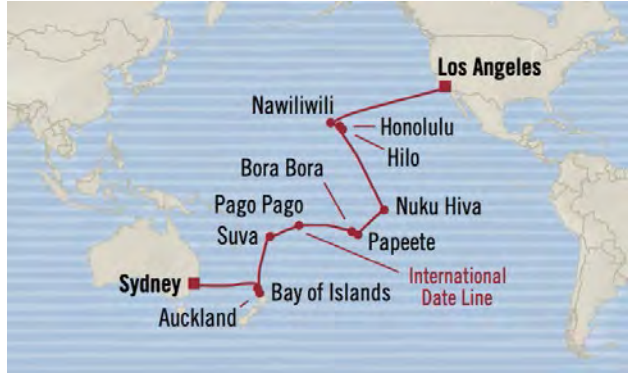 Los Angeles
Nawiliwili
Honolulu
Hilo
Bora Bora
Pago Pago
Nuku Hiva
Suva
Papeete
International
Date Line
Sydney
Bay of Islands
Auckland